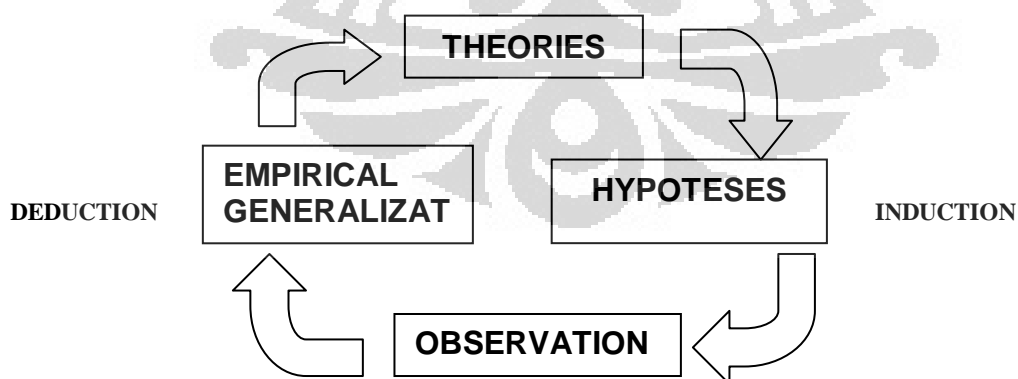 THEORIES
EMPIRICAL
GENERALIZAT
HYPOTESES
DEDUCTION
INDUCTION
OBSERVATION